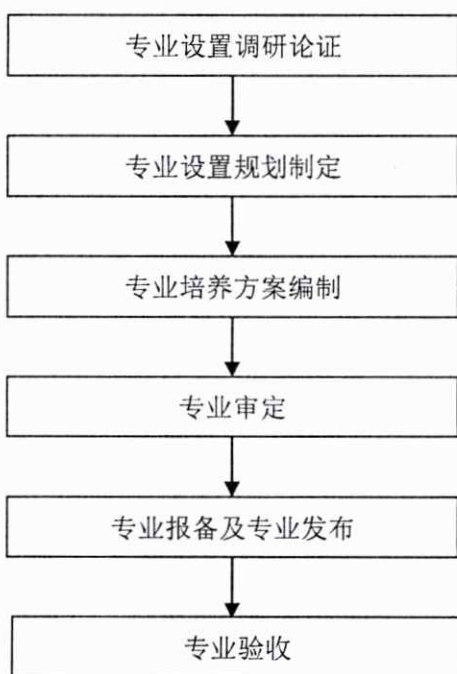 专业设置调研论证
专业设置规划制定
专业培养方案编制
专业审定
专业报备及专业发布
专业验收